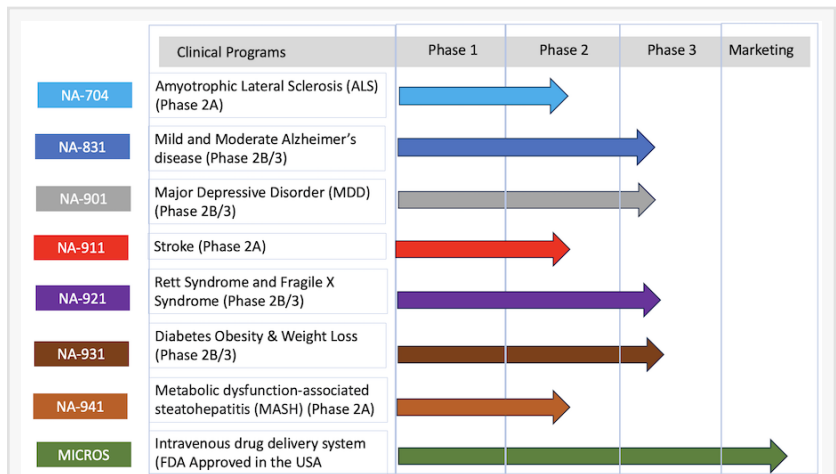 Clinical Programs Phase 1 Phase 2 Phase 3 Marketing
NA-704
Amyotrophic Lateral Sclerosis (ALS)
(Phase 2A)
NA-831
Mild and Moderate Alzheimer’s
disease (Phase 2B/3)
NA-901
Major Depressive Disorder (MDD)
(Phase 2B/3)
NA-911
Stroke (Phase 2A)
NA-921
Rett Syndrome and Fragile X
Syndrome (Phase 2B/3)
NA-931
Diabetes Obesity & Weight Loss
(Phase 2B/3)
NA-941
Metabolic dysfunction-associated
steatohepatitis (MASH) (Phase 2A)
MICROS
Intravenous drug delivery system
(FDA Approved in the USA